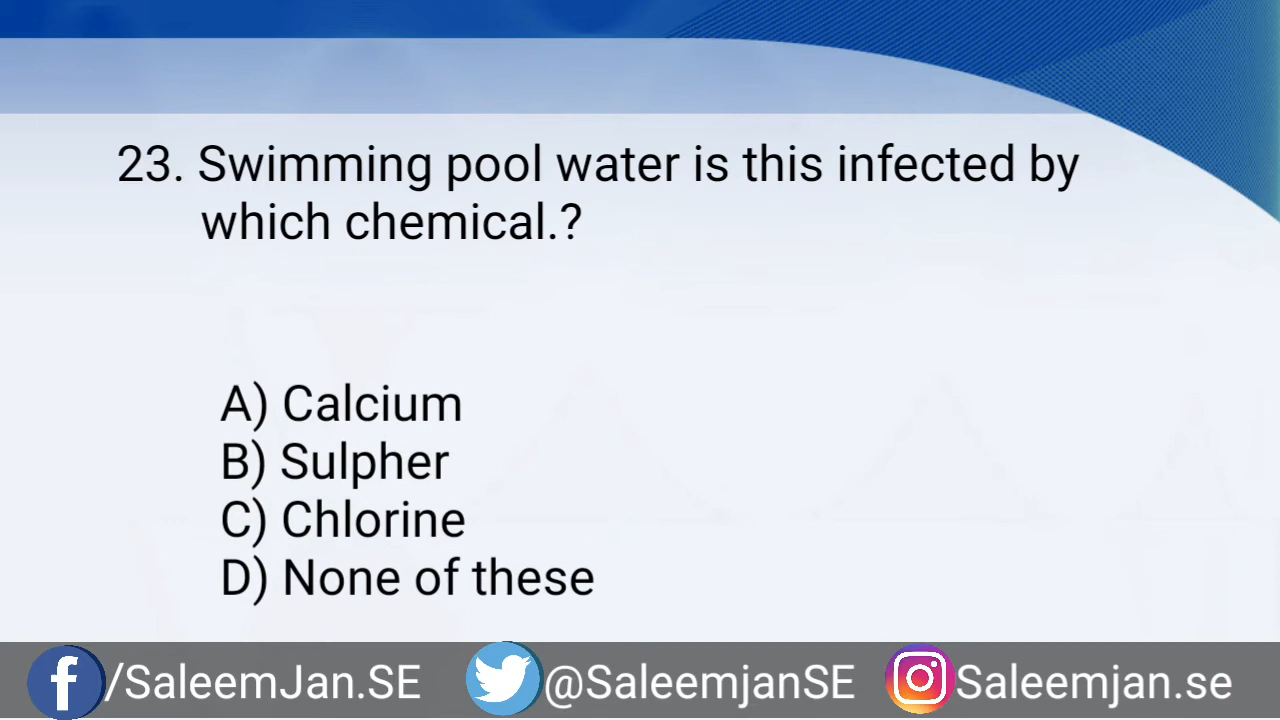 23. Swimming pool water is this infected by
which chemical.?
A) Calcium
B) Sulpher
C) Chlorine
D) None of these
f/SaleemJan.SE @SaleemjanSE Saleemjan.se